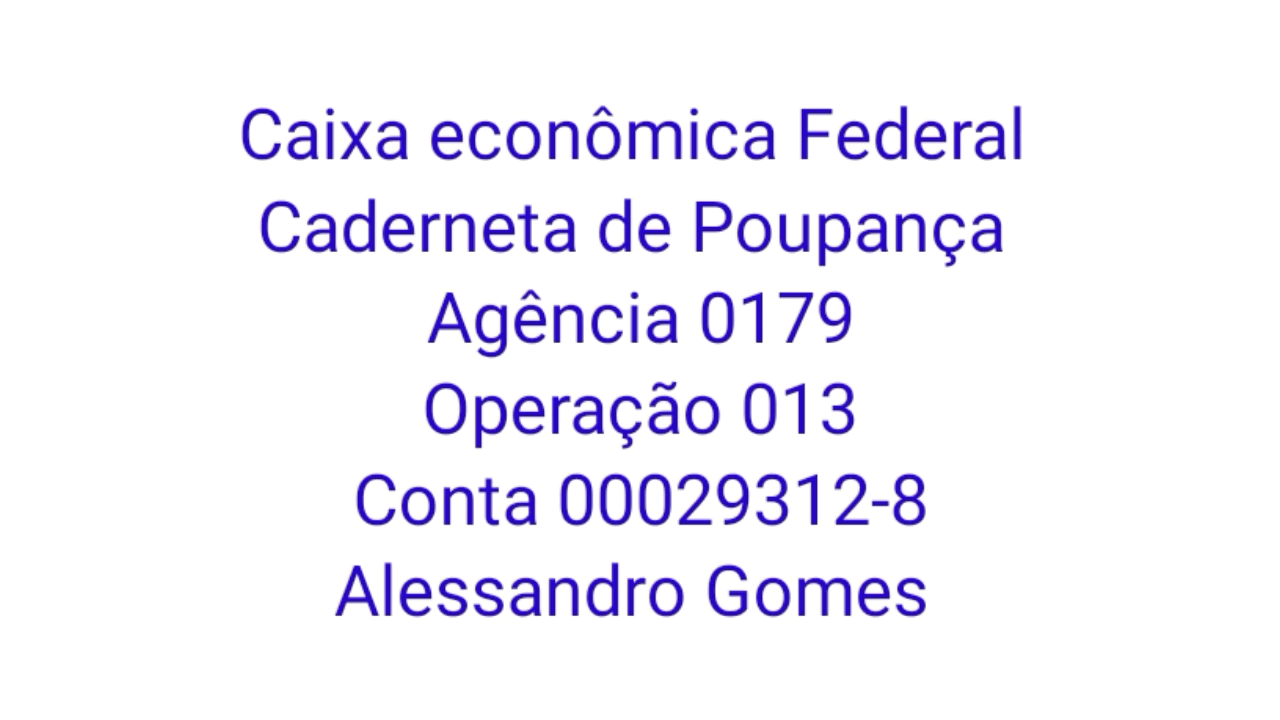 Caixa econômica Federal
Caderneta de Poupança
Agência 0179
Operação 013
Conta 00029312-8
Alessandro Gomes